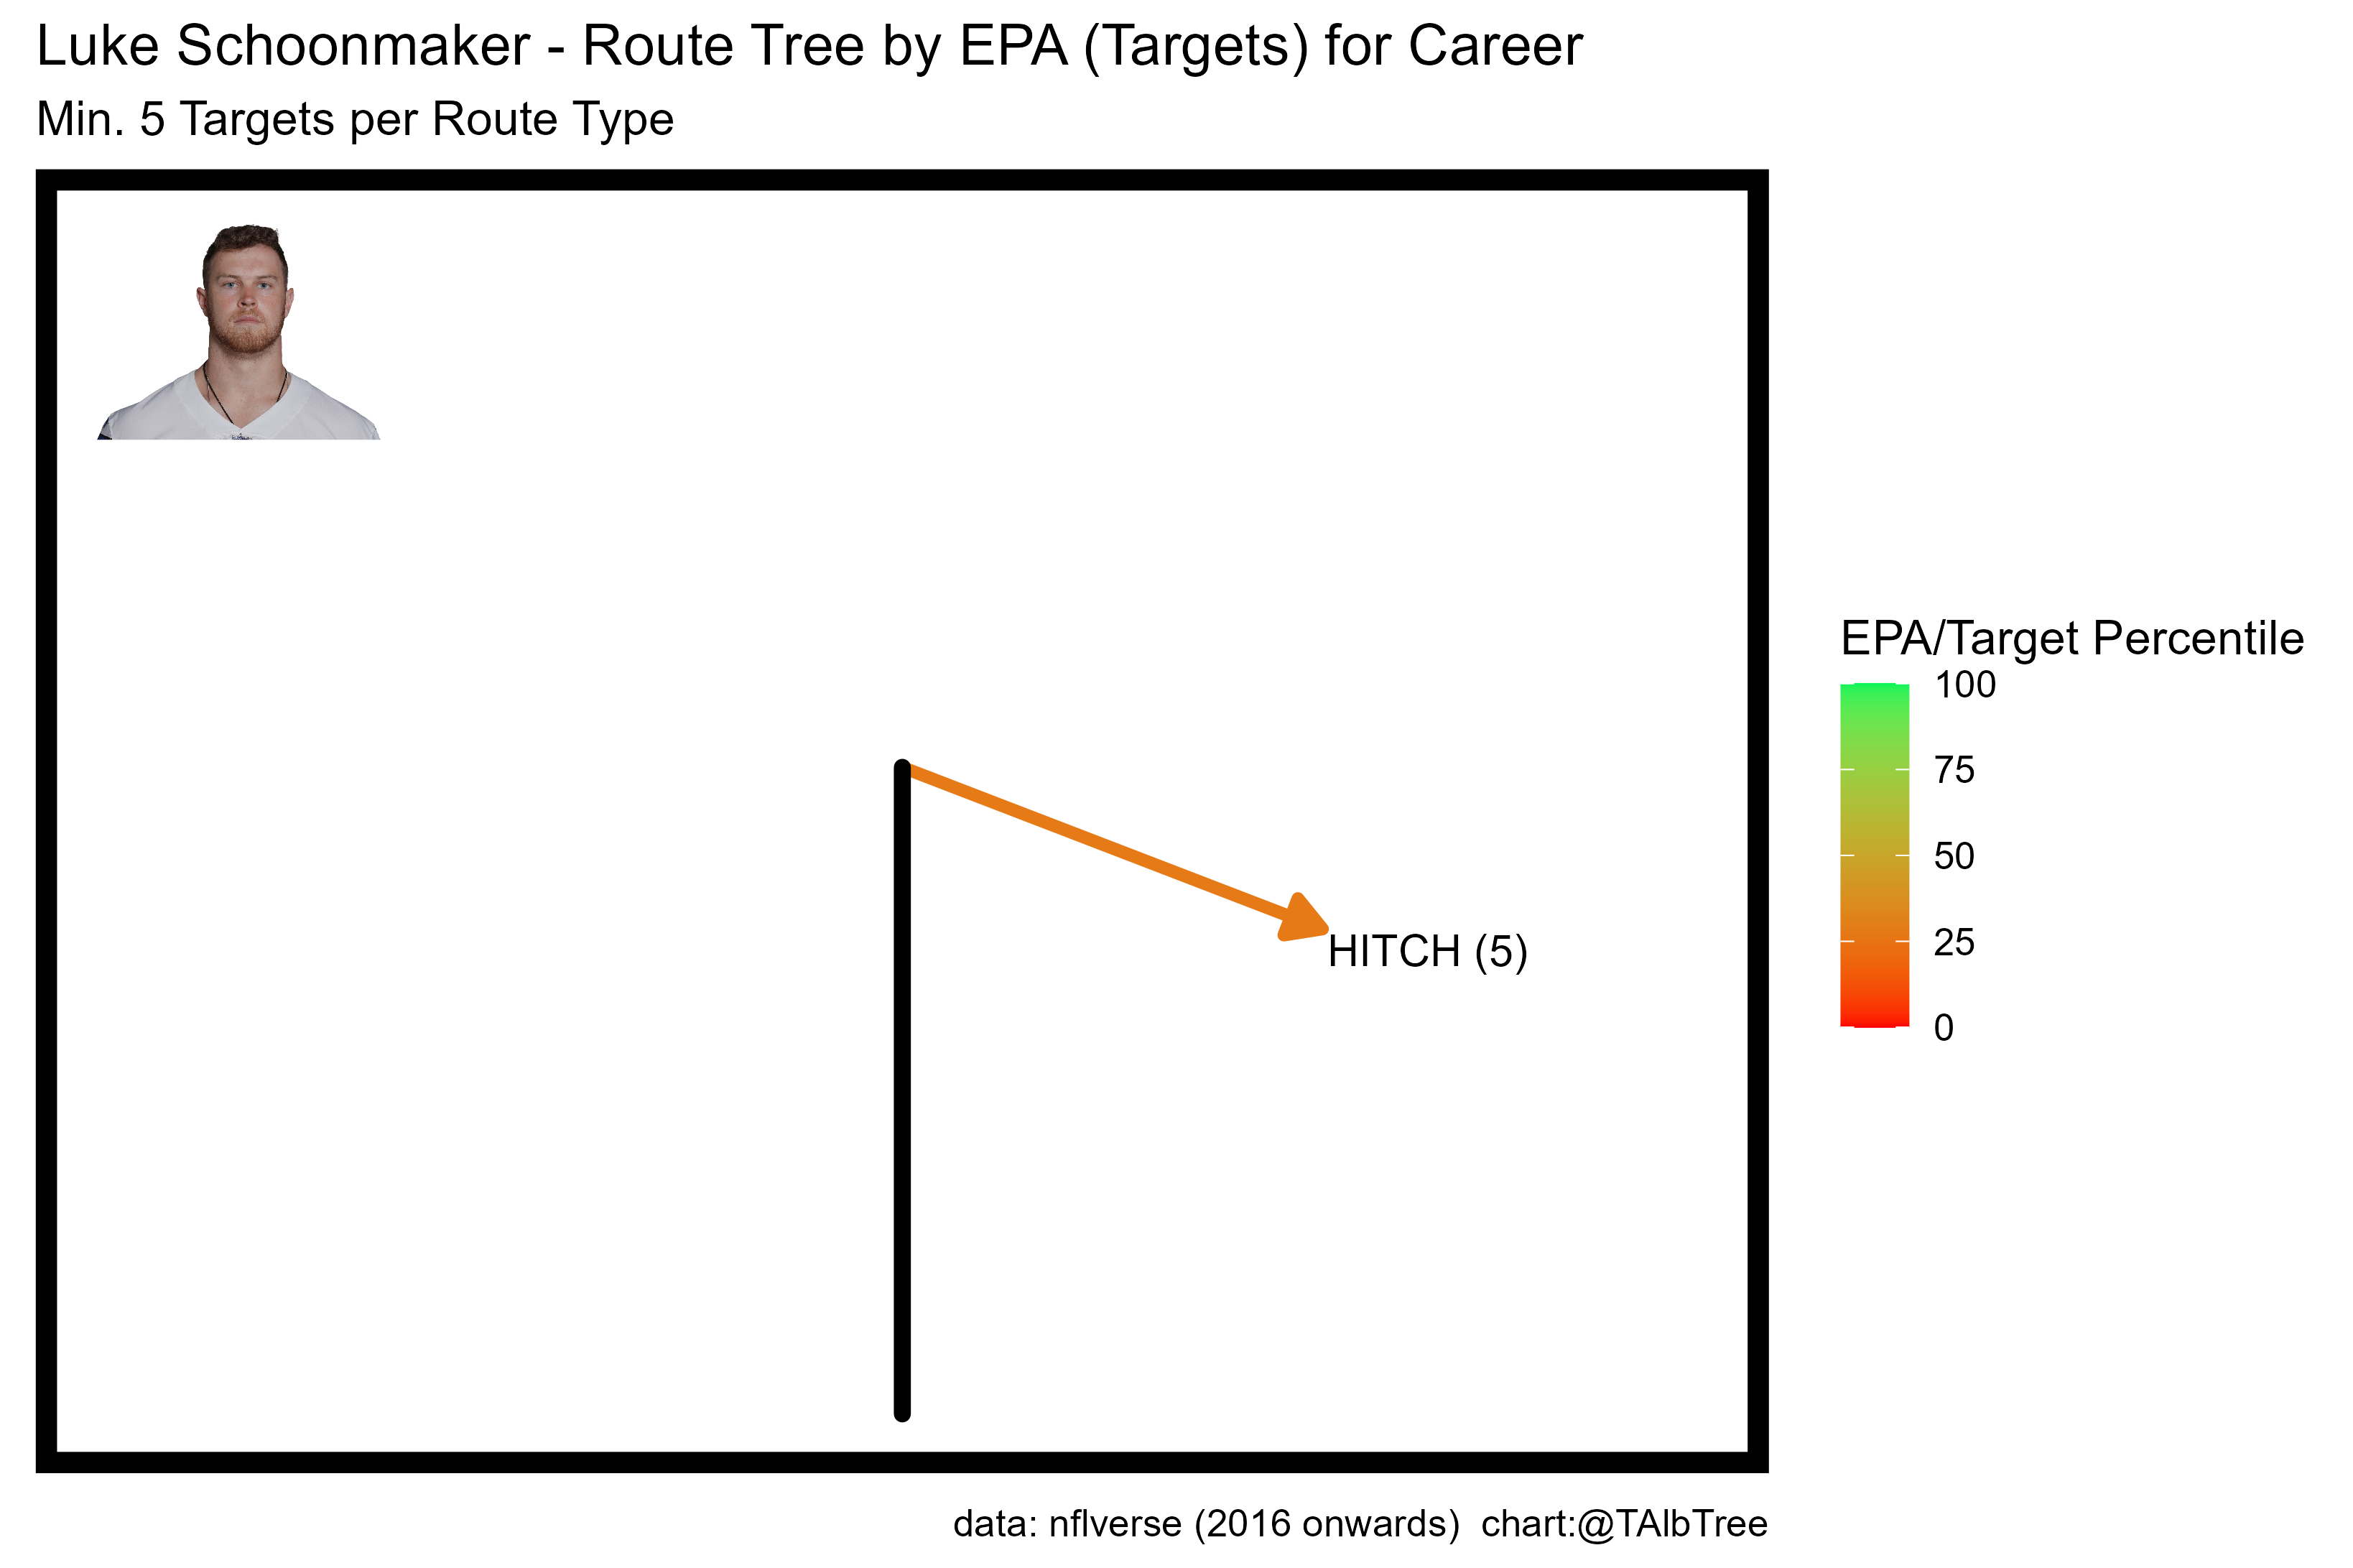 Luke Schoonmaker - Route Tree by EPA (Targets) for Career
Min. 5 Targets per Route Type
HITCH (5)
EPA/Target Percentile
100
75
50
25
0
data: nflverse (2016 onwards)  chart:@TAlbTree